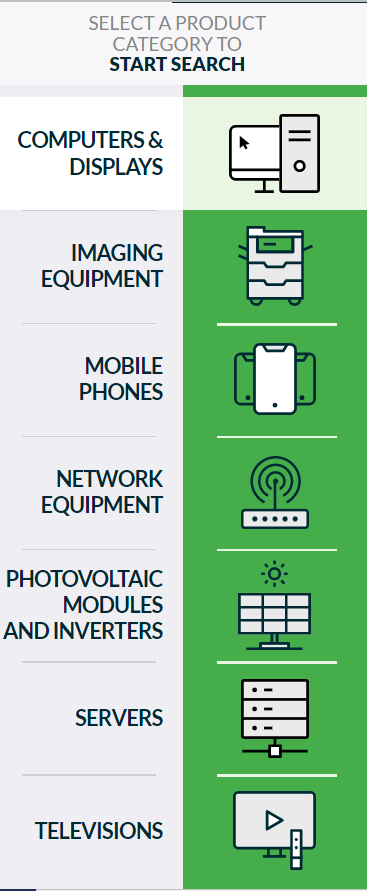 SELECT A PRODUCT
CATEGORY TO
START SEARCH
COMPUTERS &
DISPLAYS
IMAGING
EQUIPMENT
MOBILE
PHONES
NETWORK
EQUIPMENT
PHOTOVOLTAIC
MODULES
AND INVERTERS
SERVERS
TELEVISIONS